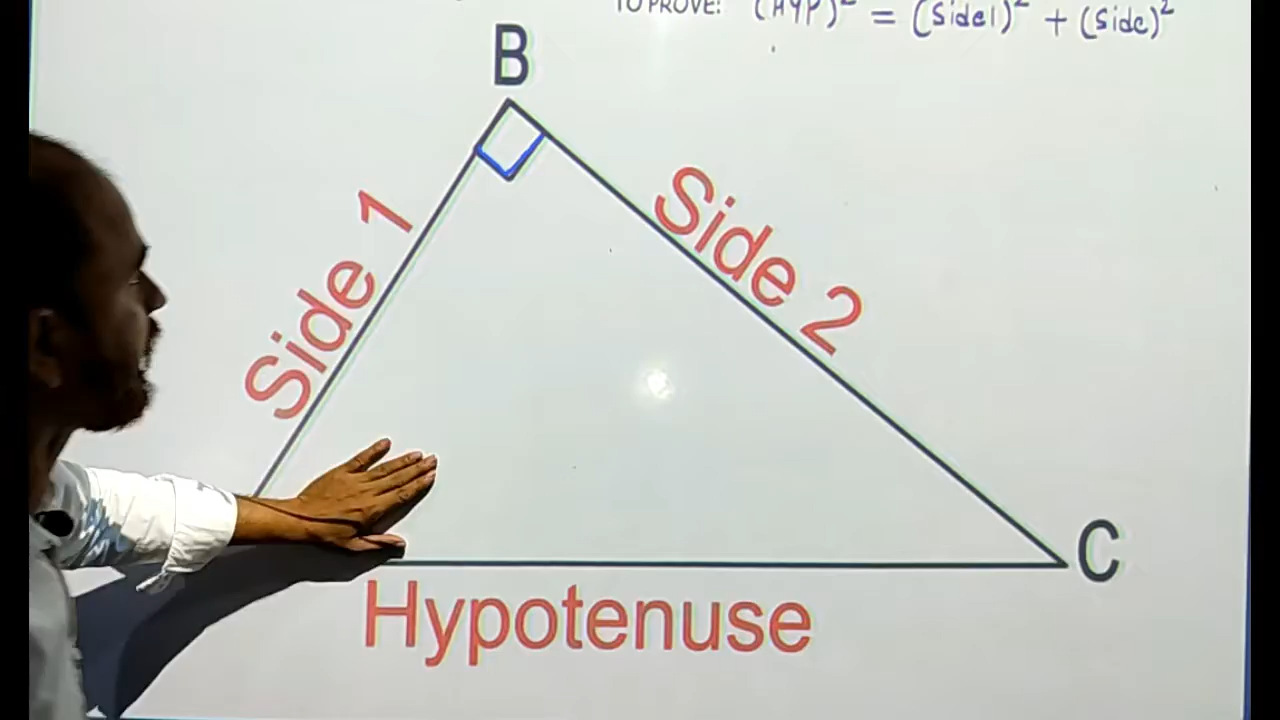 TO PROVE: (Hyp)² = (Side1)² + (Side)²
B
Side 1
Side 2
C
Hypotenuse